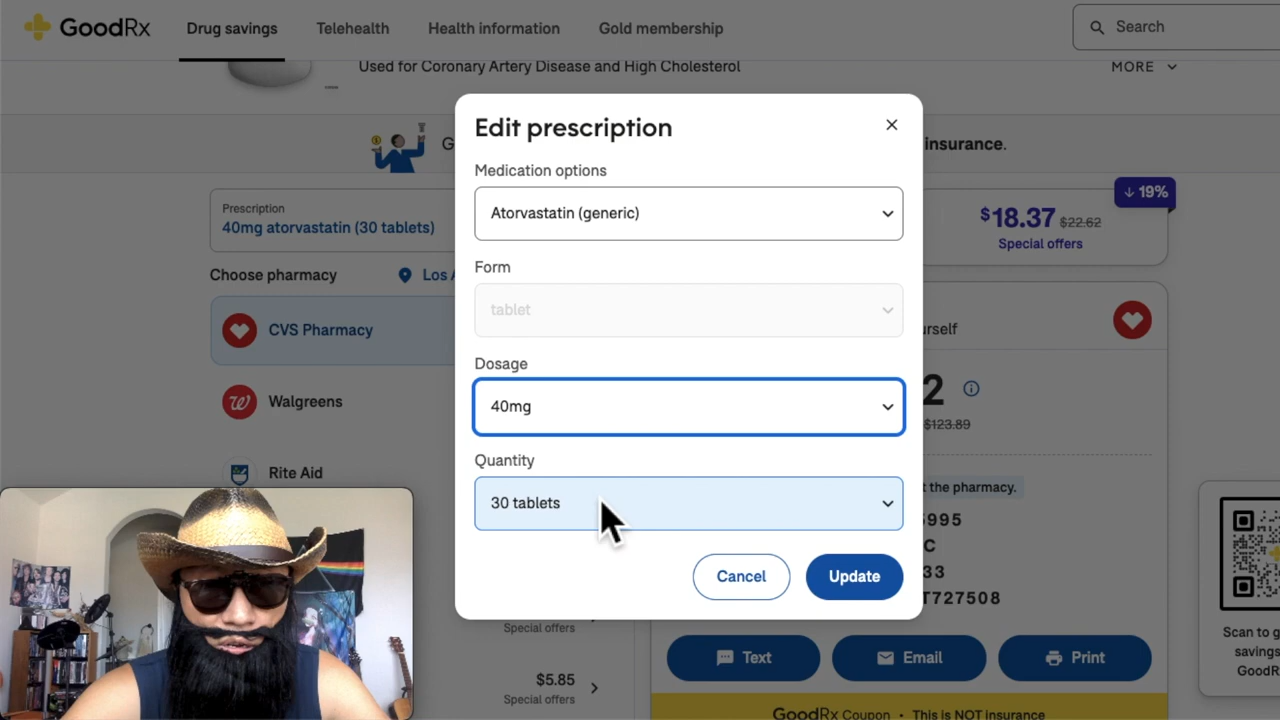 GoodRx
Drug savings
Telehealth
Health information
Gold membership
Search
Used for Coronary Artery Disease and High Cholesterol
MORE
G
insurance.
Edit prescription
Medication options
Atorvastatin (generic)
Form
tablet
Dosage
40mg
Quantity
30 tablets
Cancel
Update
Prescription
40mg atorvastatin (30 tablets)
Choose pharmacy
Los A
CVS Pharmacy
Walgreens
Rite Aid
↓ 19%
$18.37 $22.62
Special offers
urself
2
$123.89
t the pharmacy.
5995
C
33
T727508
Special offers
$5.85
Special offers
Text
Email
Print
GoodRx Coupon • This is NOT insurance
Scan to g
savings
GoodR